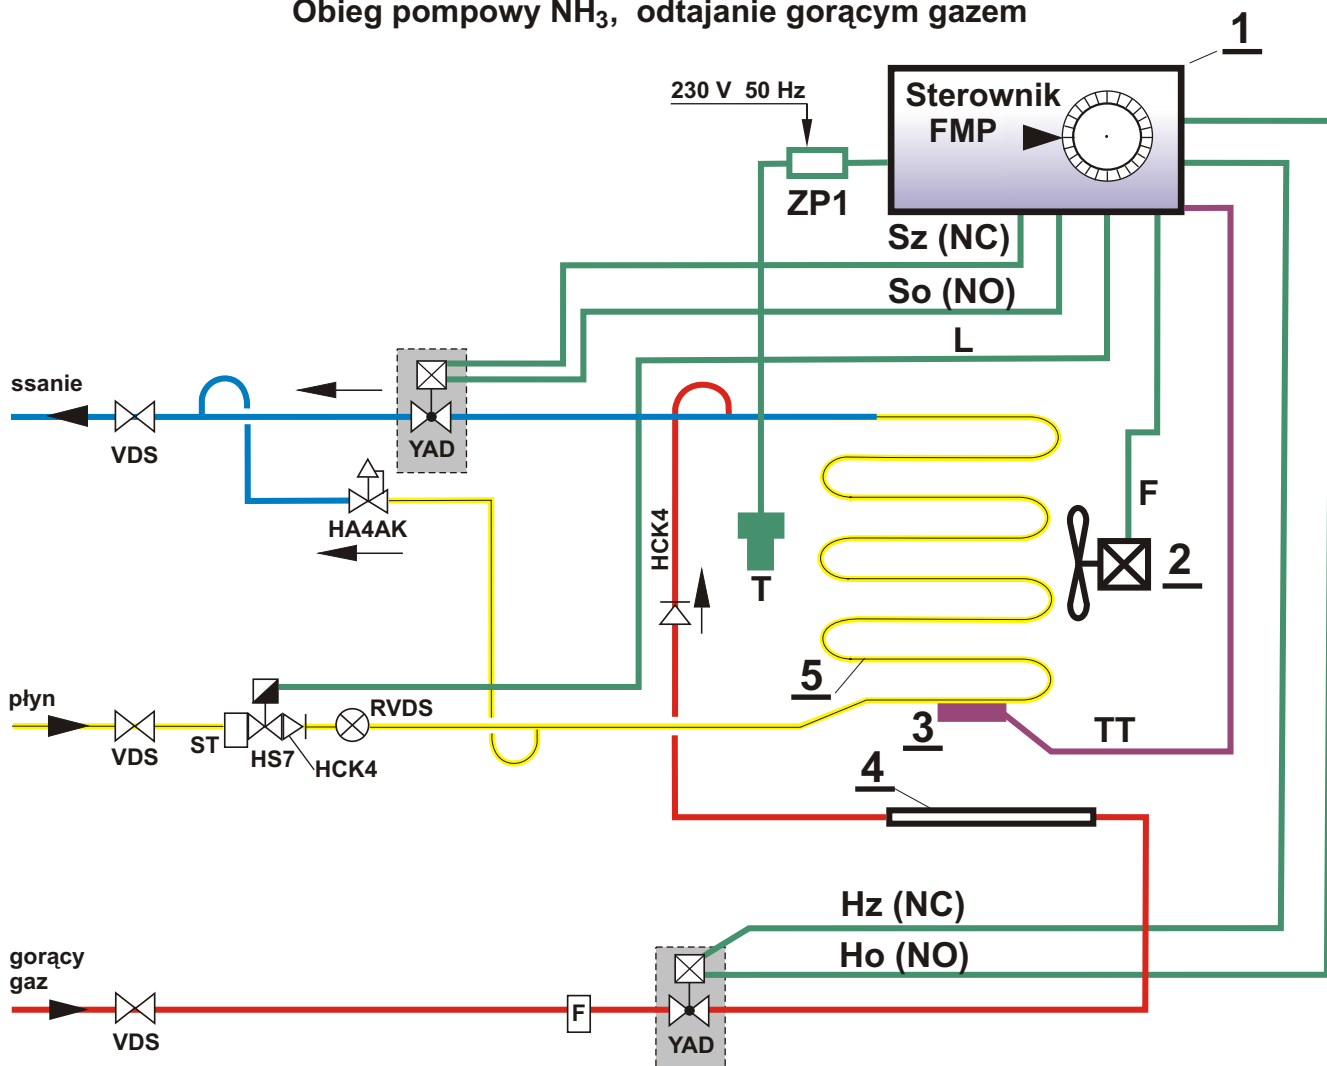 Obieg pompowy NH3, odtajanie gorącym gazem
1
230 V 50 Hz
Sterownik
FMP
ZP1
Sz (NC)
So (NO)
L
ssanie
VDS
YAD
HA4AK
HCK4
F
2
T
5
płyn
RVDS
3
TT
VDS
ST
HS7
HCK4
4
Hz (NC)
Ho (NO)
gorący
gaz
F
VDS
YAD